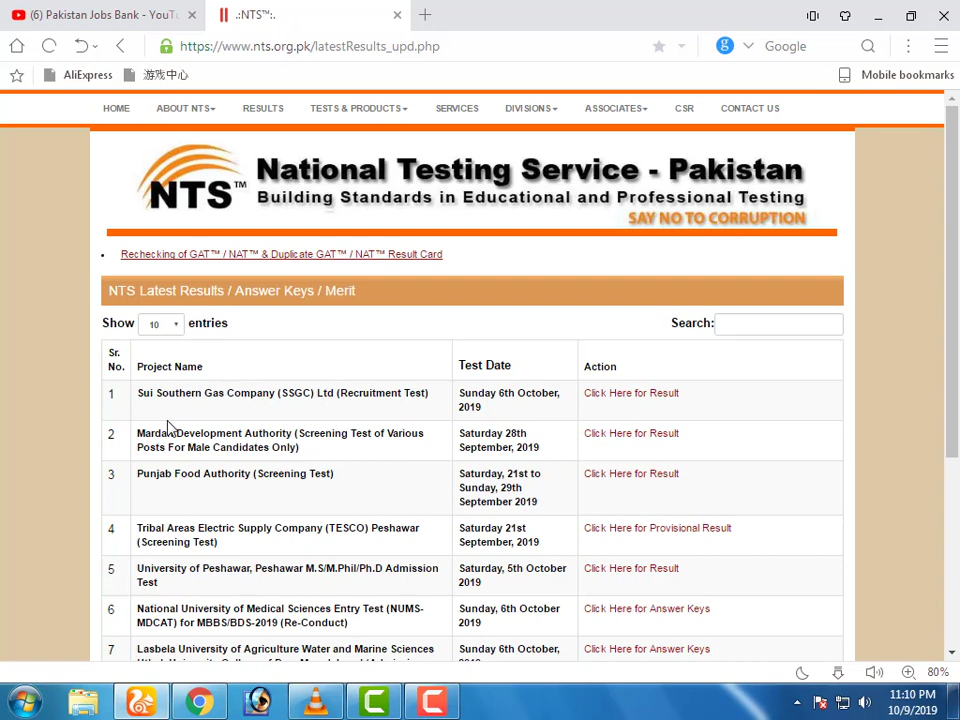 (6) Pakistan Jobs Bank - YouTu
.:NTS™:.
https://www.nts.org.pk/latestResults_upd.php
g
Google
AliExpress
游戏中心
Mobile bookmarks
HOME
ABOUT NTS
RESULTS
TESTS & PRODUCTS
SERVICES
DIVISIONS
ASSOCIATES
CSR
CONTACT US
NTS™
National Testing Service - Pakistan
Building Standards in Educational and Professional Testing
SAY NO TO CORRUPTION
Rechecking of GAT™ / NAT™ & Duplicate GAT™ / NAT™ Result Card
NTS Latest Results / Answer Keys / Merit
Show 10 entries
Search:
Sr. No.
Project Name
Test Date
Action
1
Sui Southern Gas Company (SSGC) Ltd (Recruitment Test)
Sunday 6th October,
2019
Click Here for Result
2
Mardan Development Authority (Screening Test of Various
Posts For Male Candidates Only)
Saturday 28th
September, 2019
Click Here for Result
3
Punjab Food Authority (Screening Test)
Saturday, 21st to
Sunday, 29th
September 2019
Click Here for Result
4
Tribal Areas Electric Supply Company (TESCO) Peshawar
(Screening Test)
Saturday 21st
September, 2019
Click Here for Provisional Result
5
University of Peshawar, Peshawar M.S/M.Phil/Ph.D Admission
Test
Saturday, 5th October
2019
Click Here for Result
6
National University of Medical Sciences Entry Test (NUMS-
MDCAT) for MBBS/BDS-2019 (Re-Conduct)
Sunday, 6th October
2019
Click Here for Answer Keys
7
Lasbela University of Agriculture Water and Marine Sciences
Sunday, 6th October
Click Here for Answer Keys
80%
11:10 PM
10/9/2019